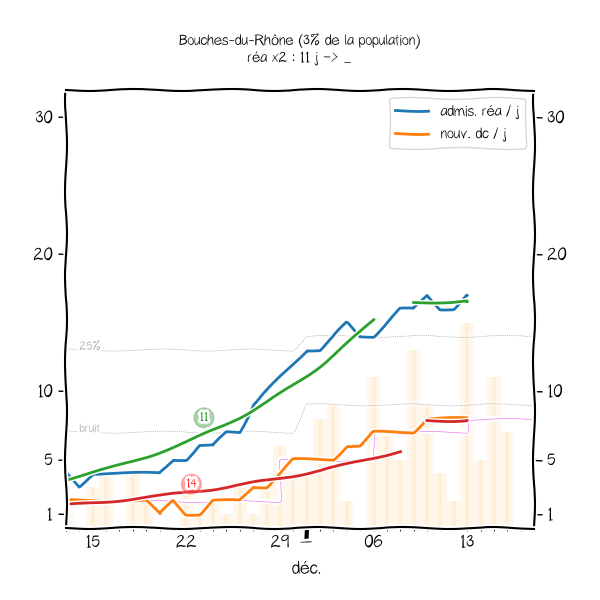 Bouches-du-Rhône (3% de la population)
réa x2 : 11 j -> _
admis. réa / j
nouv. dc / j
30
30
20
20
25%
11
10
10
bruit
14
5
5
1
1
15 22 29 06 13
déc.